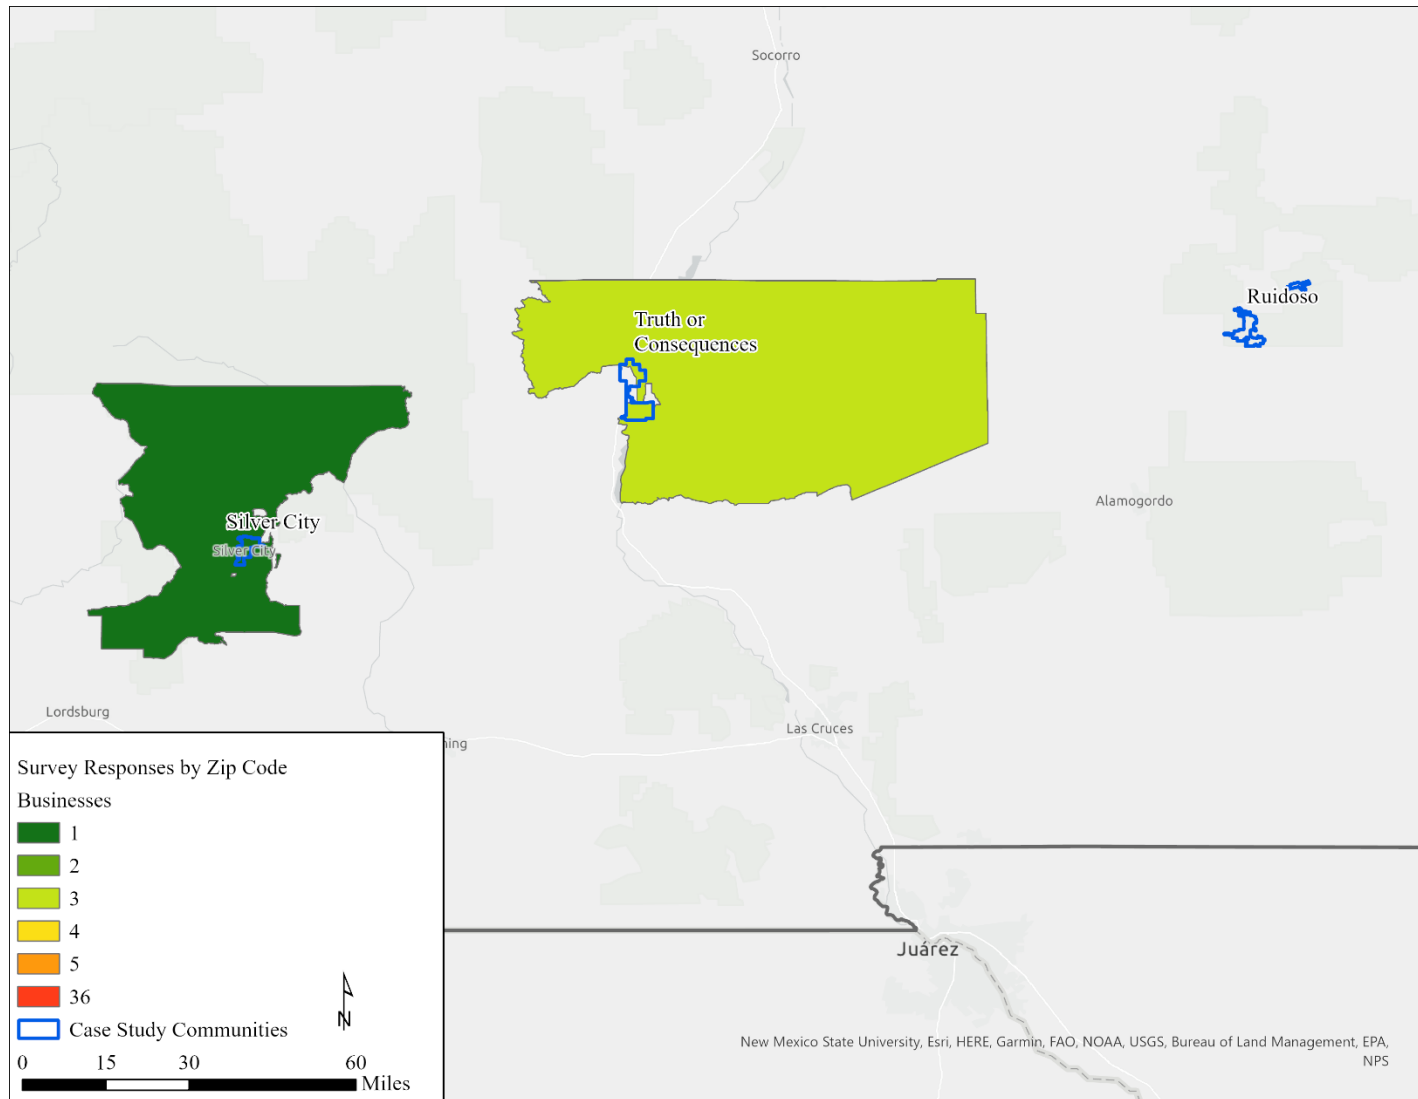 Socorro
Ruidoso
Truth or
Consequences
Alamogordo
Silver City
Silver City
Lordsburg
Las Cruces
ning
Survey Responses by Zip Code
Businesses
1
2
3
4
5
36
Case Study Communities
N
0 15 30 60 Miles
Juárez
New Mexico State University, Esri, HERE, Garmin, FAO, NOAA, USGS, Bureau of Land Management, EPA,
NPS